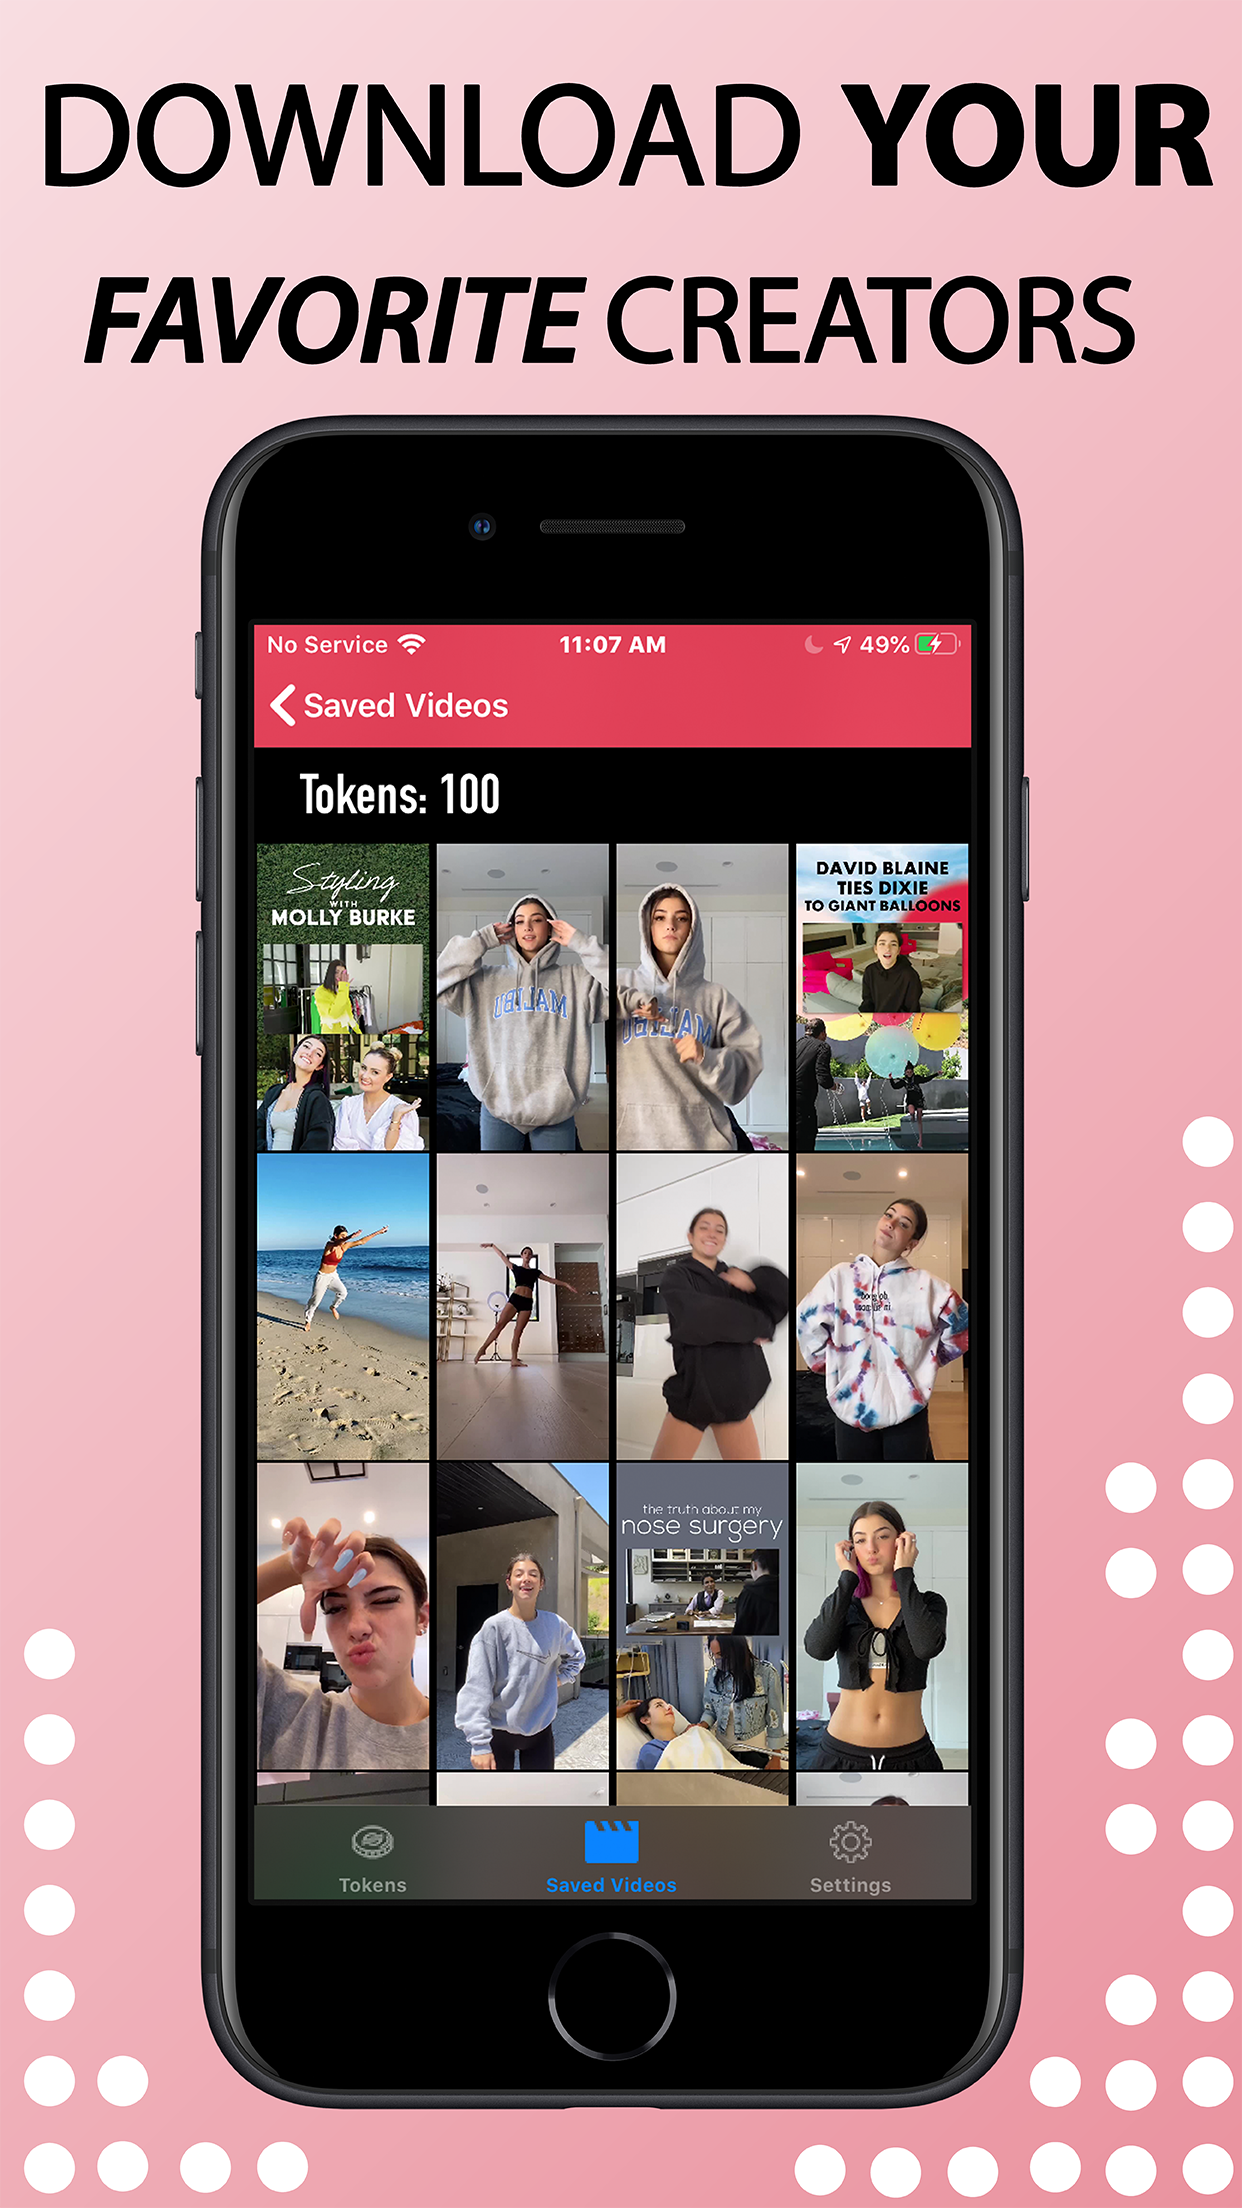 DOWNLOAD YOUR
FAVORITE CREATORS
No Service 11:07 AM 49%
Saved Videos
Tokens: 100
Styling
WITH
MOLLY BURKE
MALIBU
MALIBU
DAVID BLAINE
TIES DIXIE
TO GIANT BALLOONS
the truth about my
nose surgery
Tokens Saved Videos Settings